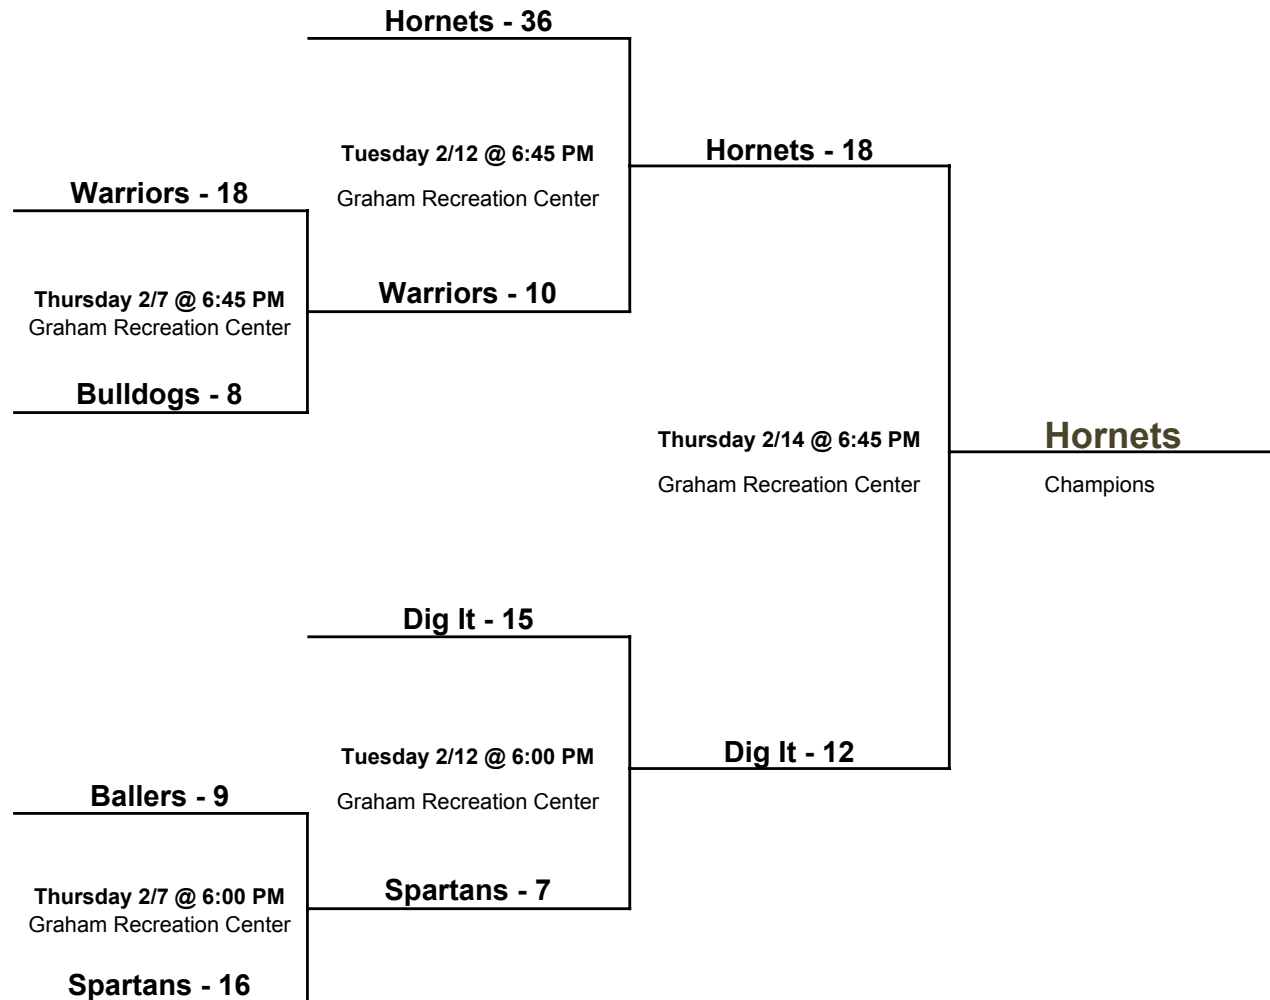 Hornets - 36
Tuesday 2/12 @ 6:45 PM
Graham Recreation Center
Hornets - 18
Warriors - 18
Thursday 2/7 @ 6:45 PM
Graham Recreation Center
Warriors - 10
Bulldogs - 8
Thursday 2/14 @ 6:45 PM
Graham Recreation Center
Hornets
Champions
Dig It - 15
Tuesday 2/12 @ 6:00 PM
Graham Recreation Center
Dig It - 12
Ballers - 9
Thursday 2/7 @ 6:00 PM
Graham Recreation Center
Spartans - 7
Spartans - 16